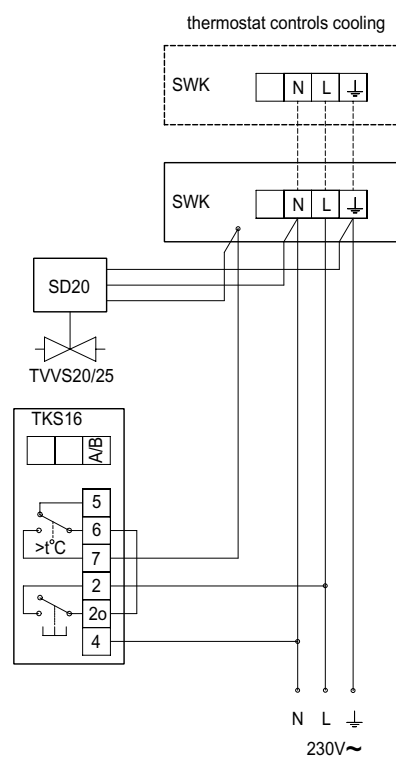 thermostat controls cooling
SWK N L
SWK N L
SD20
TVVS20/25
TKS16
A/B
5
6
>t°C
7
2
2o
4
N L
230V~